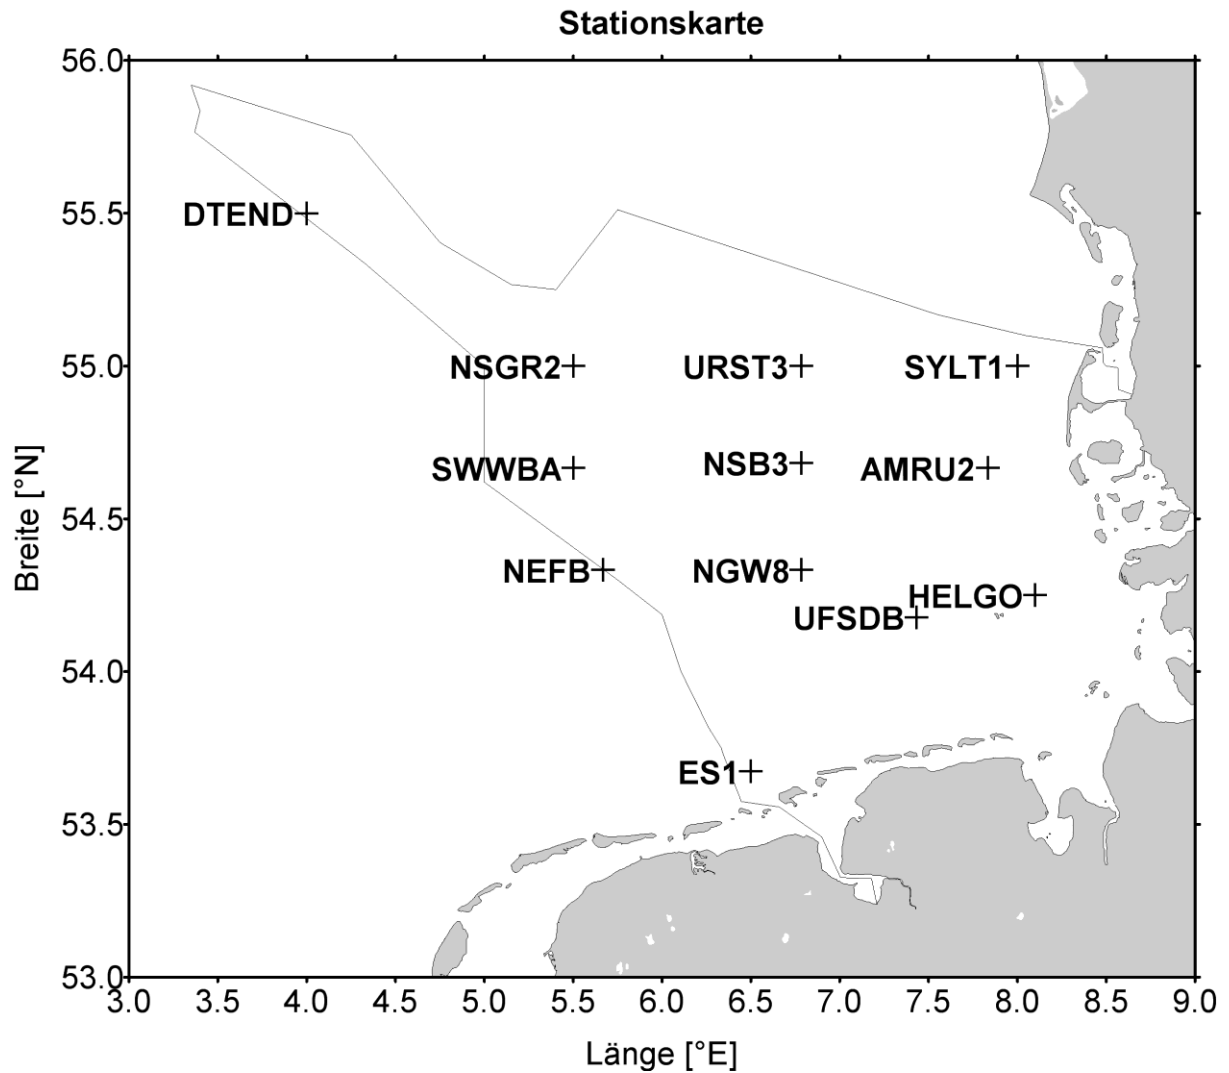 Stationskarte
56.0
55.5
55.0
54.5
54.0
53.5
53.0
Breite [°N]
DTEND
NSGR2
URST3
SYLT1
SWWBA
NSB3
AMRU2
NEFB
NGW8
HELGO
UFSDB
ES1
3.0 3.5 4.0 4.5 5.0 5.5 6.0 6.5 7.0 7.5 8.0 8.5 9.0
Länge [°E]